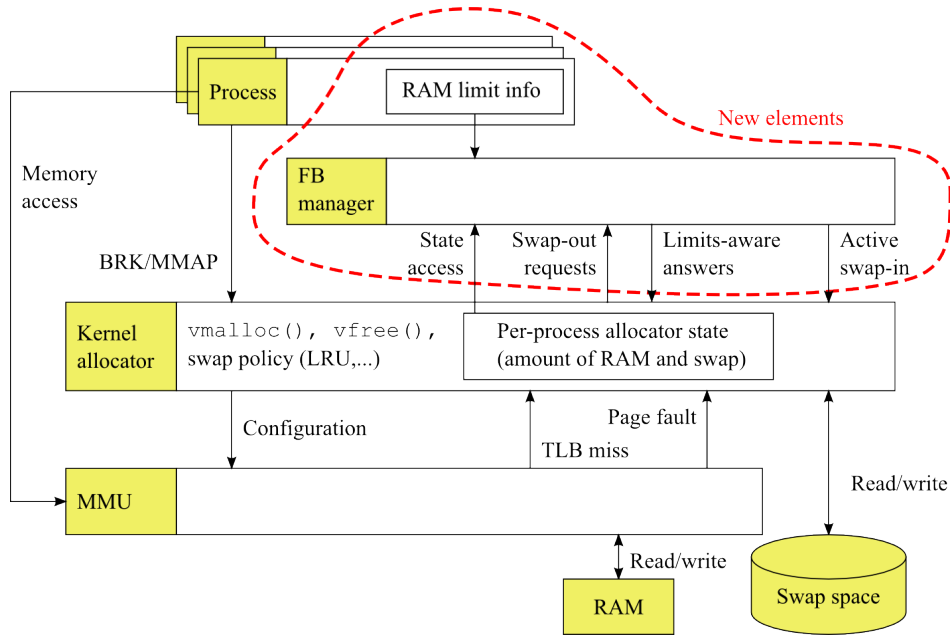 Process
RAM limit info
New elements
Memory
access
FB
manager
State
access
Swap-out
requests
Limits-aware
answers
Active
swap-in
BRK/MMAP
Kernel
allocator
vmalloc(), vfree(),
swap policy (LRU,...)
Per-process allocator state
(amount of RAM and swap)
Configuration
Page fault
TLB miss
MMU
Read/write
Read/write
RAM
Swap space